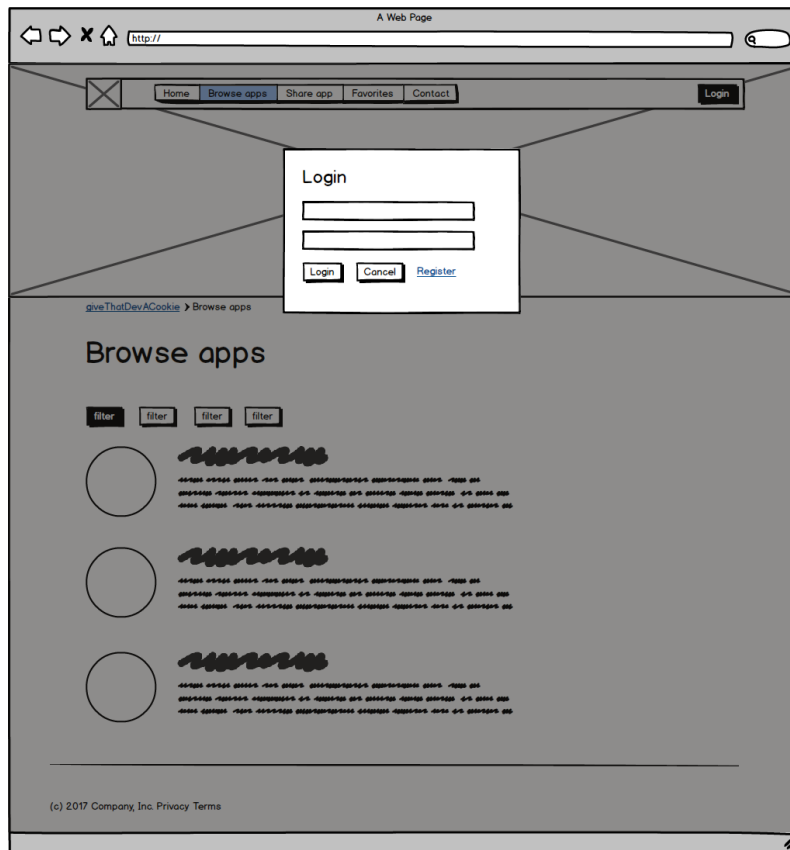 A Web Page
http://
Home Browse apps Share app Favorites Contact Login
Login
Login Cancel Register
giveThatDevACookie > Browse apps
Browse apps
filter filter filter filter
(c) 2017 Company, Inc. Privacy Terms